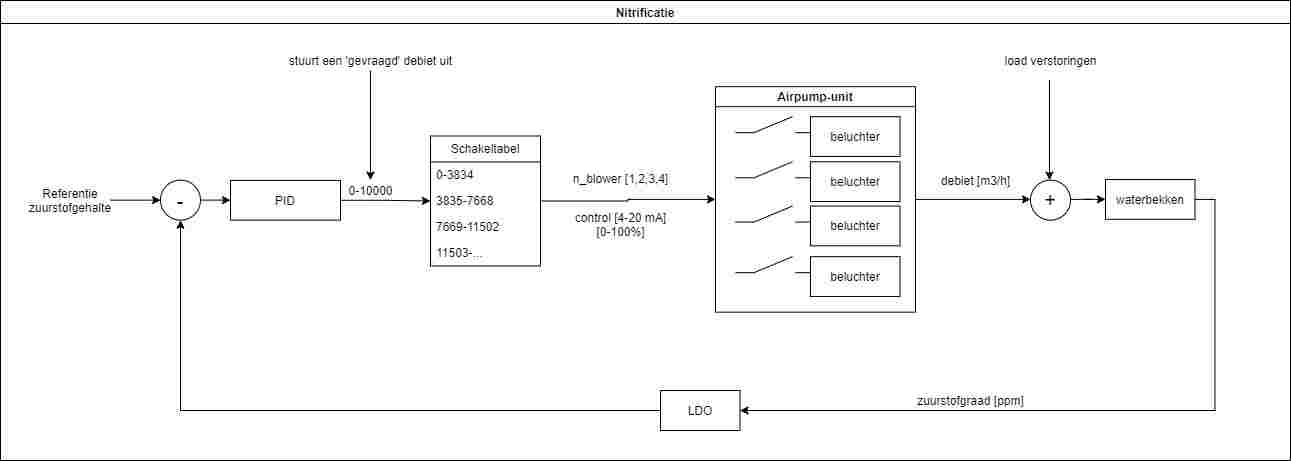 Nitrificatie
stuurt een 'gevraagd' debiet uit
load verstoringen
Airpump-unit
beluchter
beluchter
beluchter
beluchter
Schakeltabel
0-3834
3835-7668
7669-11502
11503-...
Referentie
zuurstofgehalte
-
PID
0-10000
n_blower [1,2,3,4]
control [4-20 mA]
[0-100%]
debiet [m3/h]
+
waterbekken
zuurstofgraad [ppm]
LDO